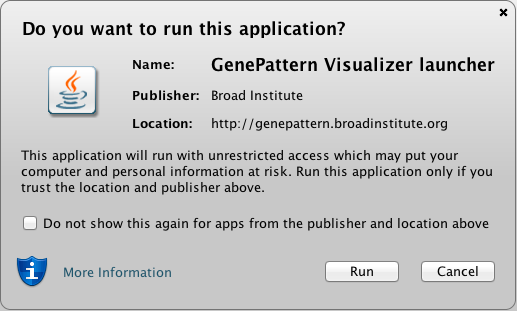 Do you want to run this application?
Name: GenePattern Visualizer launcher
Publisher: Broad Institute
Location: http://genepattern.broadinstitute.org
This application will run with unrestricted access which may put your
computer and personal information at risk. Run this application only if you
trust the location and publisher above.
Do not show this again for apps from the publisher and location above
More Information
Run
Cancel